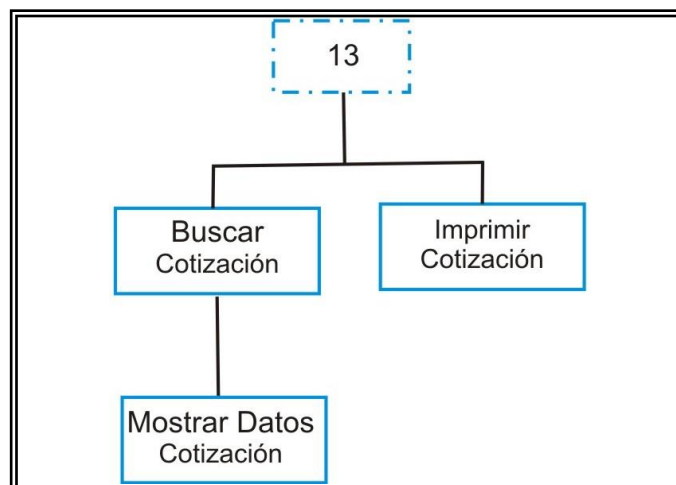 13
Buscar
Cotización
Imprimir
Cotización
Mostrar Datos
Cotización